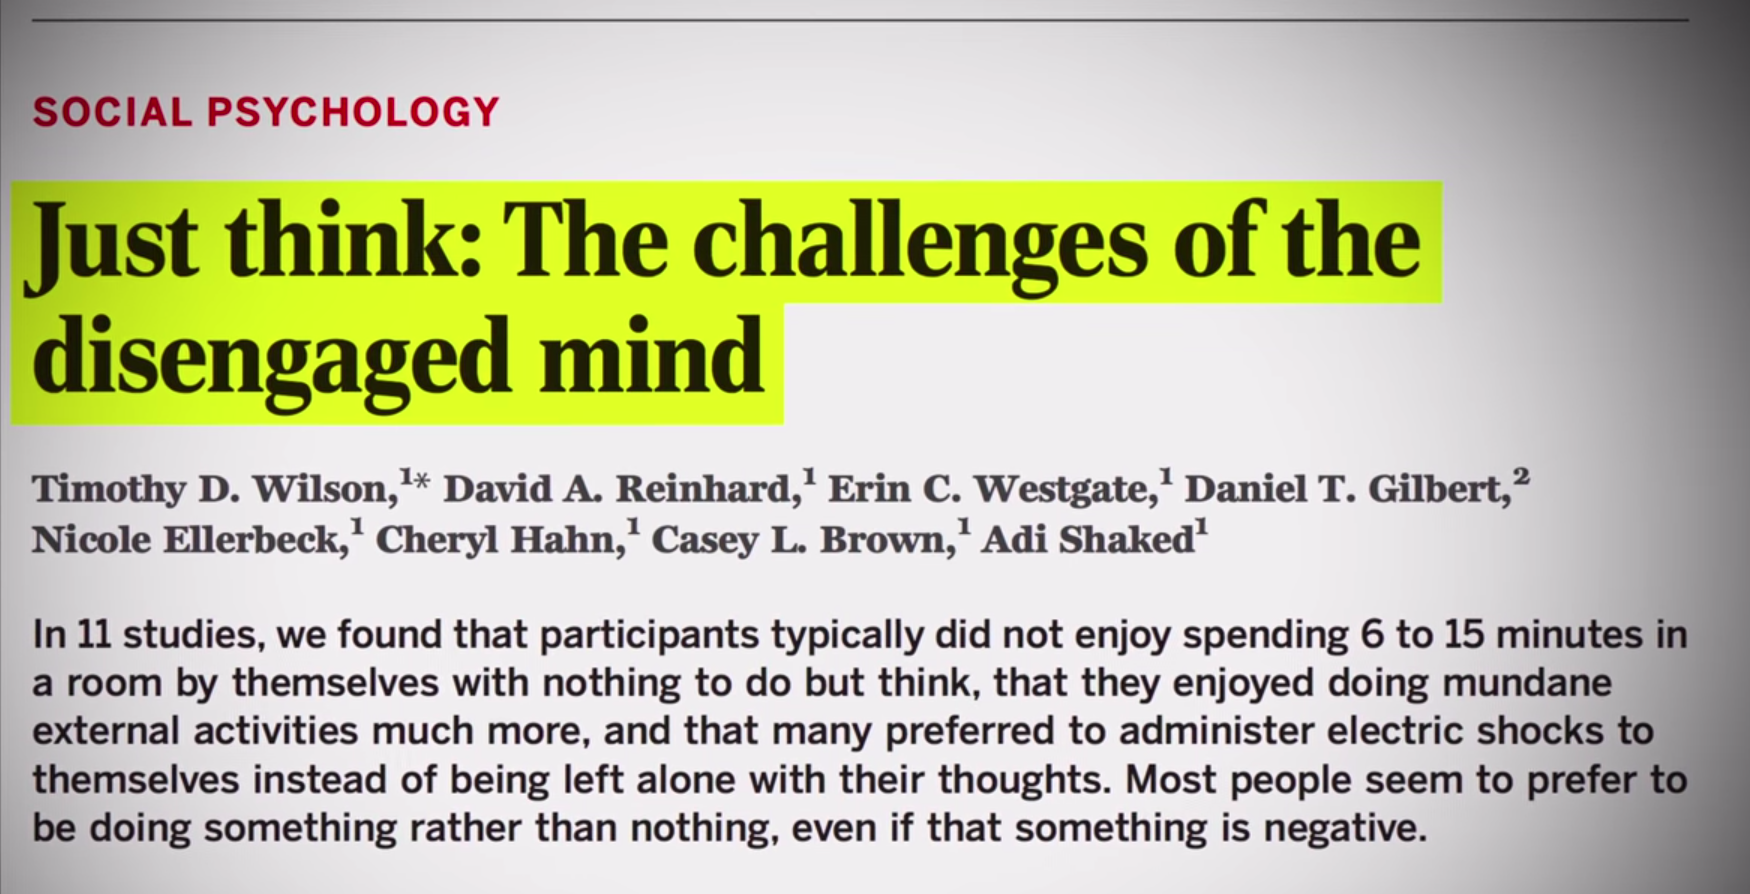 SOCIAL PSYCHOLOGY
Just think: The challenges of the
disengaged mind
Timothy D. Wilson,¹* David A. Reinhard,¹ Erin C. Westgate,¹ Daniel T. Gilbert,²
Nicole Ellerbeck,¹ Cheryl Hahn,¹ Casey L. Brown,¹ Adi Shaked¹
In 11 studies, we found that participants typically did not enjoy spending 6 to 15 minutes in
a room by themselves with nothing to do but think, that they enjoyed doing mundane
external activities much more, and that many preferred to administer electric shocks to
themselves instead of being left alone with their thoughts. Most people seem to prefer to
be doing something rather than nothing, even if that something is negative.